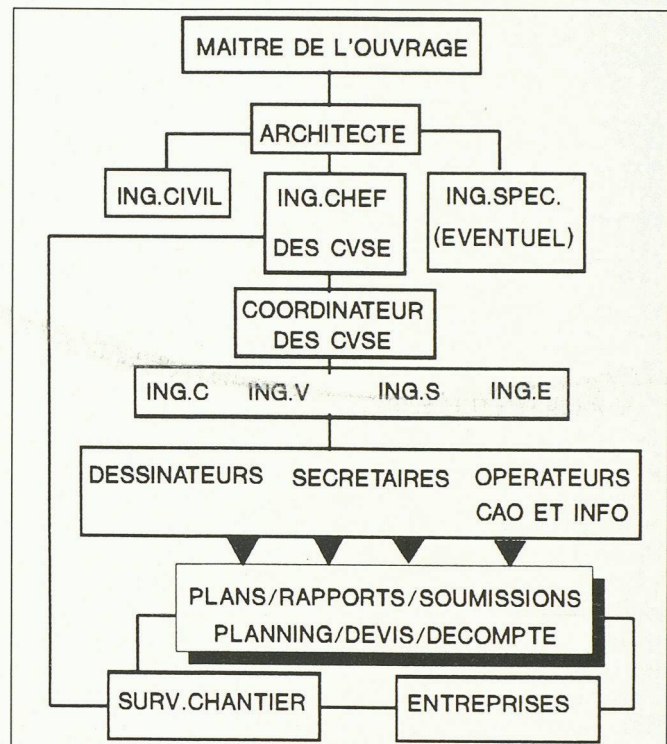 MAITRE DE L'OUVRAGE
ARCHITECTE
ING.CIVIL
ING.CHEF
DES CVSE
ING.SPEC.
(EVENTUEL)
COORDINATEUR
DES CVSE
ING.C ING.V ING.S ING.E
DESSINATEURS SECRETAIRES OPERATEURS
CAO ET INFO
PLANS/RAPPORTS/SOUMISSIONS
PLANNING/DEVIS/DECOMPTE
SURV.CHANTIER ENTREPRISES